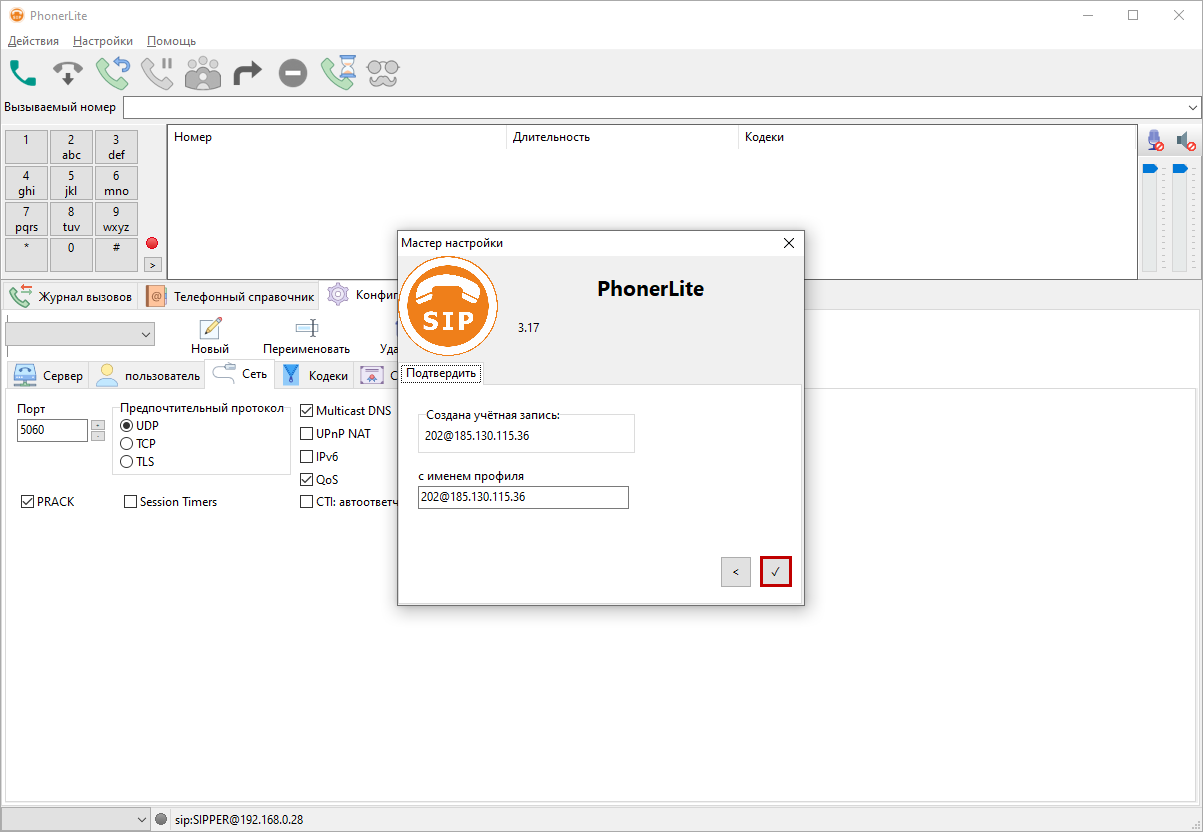 PhonerLite
Действия Настройки Помощь
Вызываемый номер
1
2 abc
3 def
4 ghi
5 jkl
6 mno
7 pqrs
8 tuv
9 wxyz
*
0
#
>
Номер Длительность Кодеки
Журнал вызовов
@ Телефонный справочник
Конфиг
Новый
Переименовать
Уда
Сервер
пользователь
Сеть
Кодеки
С
Порт
5060
Предпочтительный протокол
UDP
TCP
TLS
Multicast DNS
UPnP NAT
IPv6
QoS
CTI: автоответч
PRACK
Session Timers
Мастер настройки
SIP
PhonerLite
3.17
Подтвердить
Создана учётная запись:
202@185.130.115.36
с именем профиля
202@185.130.115.36
< ✓
sip:SIPPER@192.168.0.28